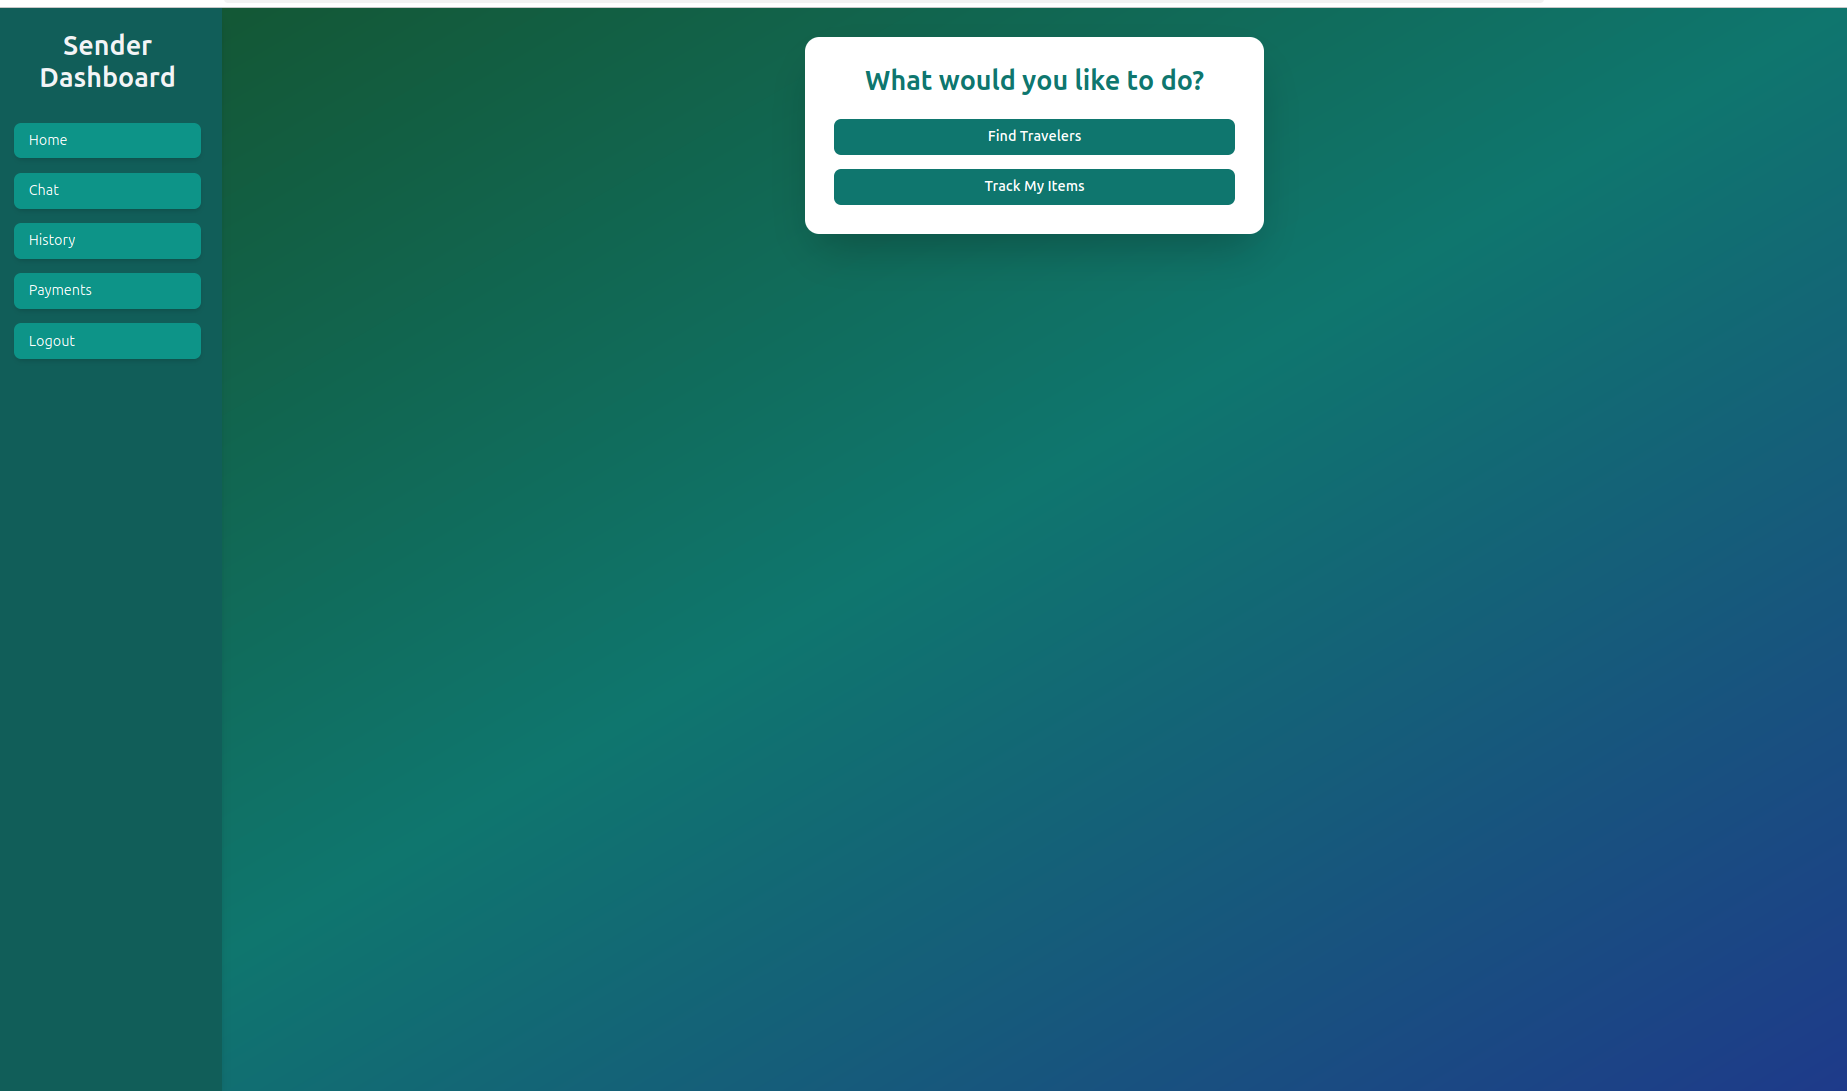 Sender
Dashboard
Home
Chat
History
Payments
Logout
What would you like to do?
Find Travelers
Track My Items